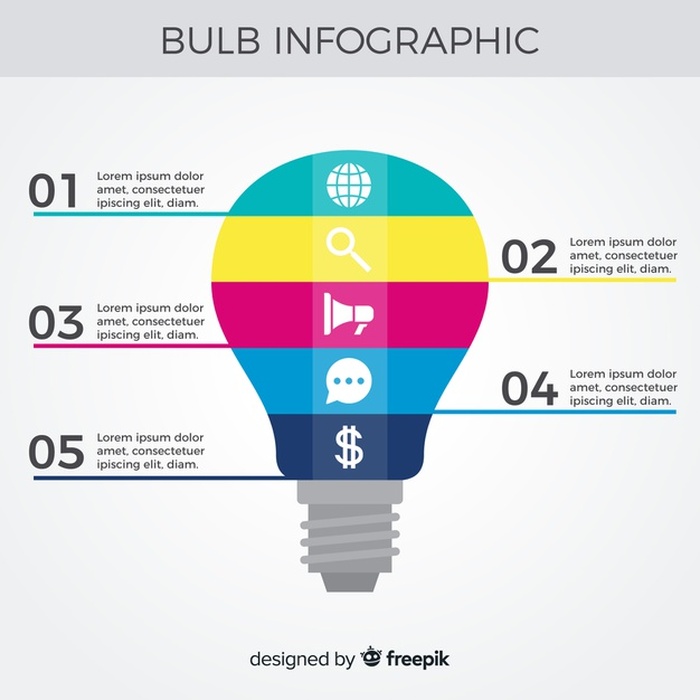 BULB INFOGRAPHIC
01
Lorem ipsum dolor
amet, consectetuer
ipiscing elit, diam.
02
Lorem ipsum dolor
amet, consectetuer
ipiscing elit, diam.
03
Lorem ipsum dolor
amet, consectetuer
ipiscing elit, diam.
04
Lorem ipsum dolor
amet, consectetuer
ipiscing elit, diam.
05
Lorem ipsum dolor
amet, consectetuer
ipiscing elit, diam.
$
designed by freepik